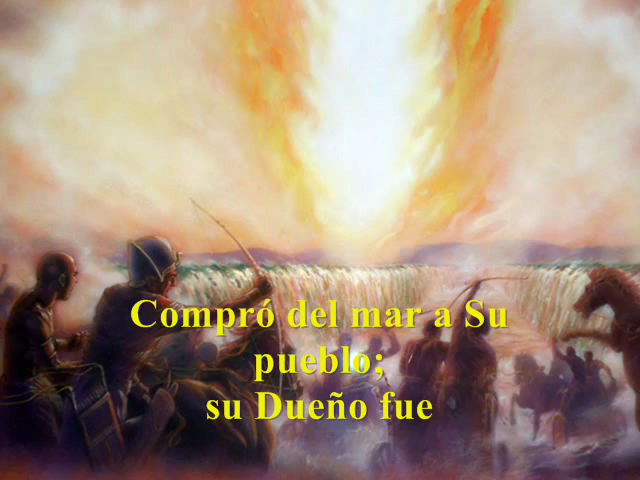 Compró del mar a Su
pueblo;
su Dueño fue